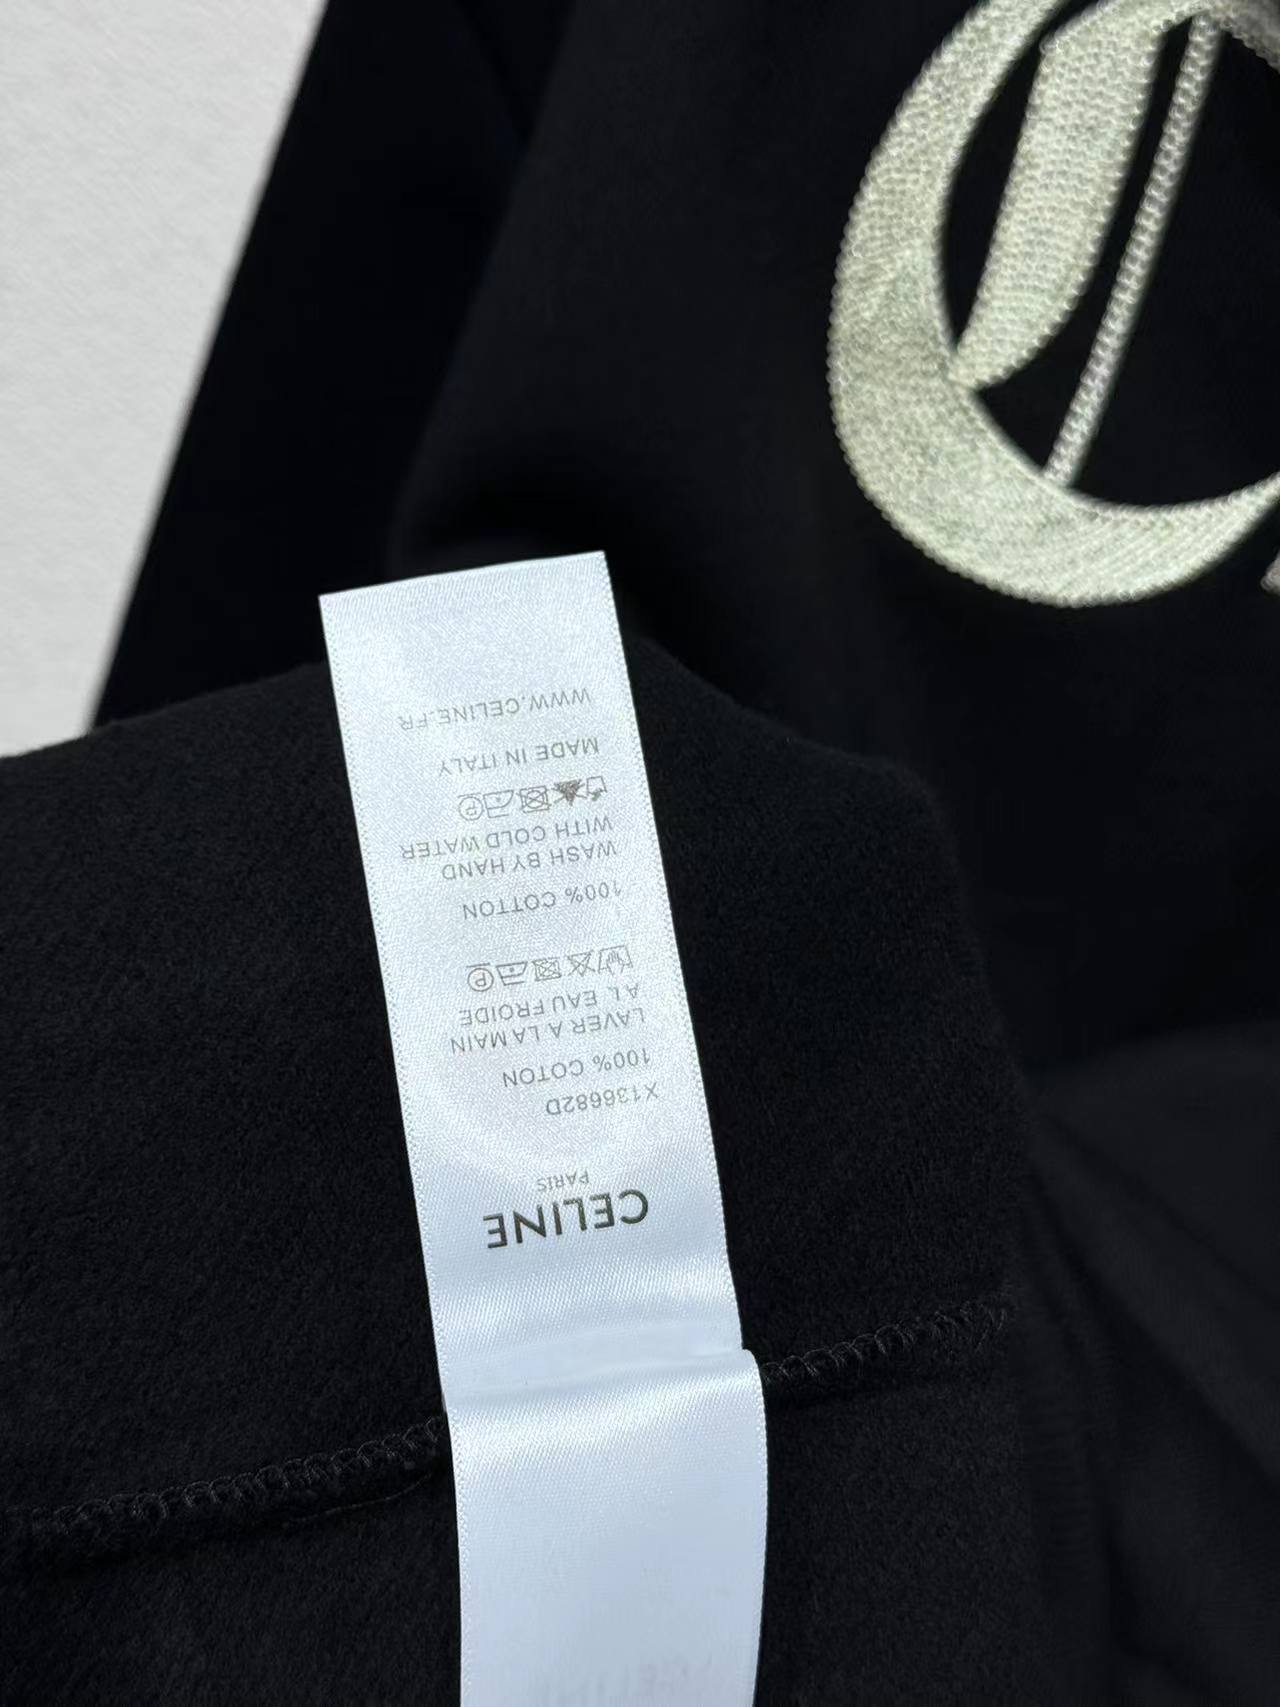 CELINE
PARIS
X136682D
100% COTON
LAVER A LA MAIN
A L EAU FROIDE
100% COTTON
WASH BY HAND
WITH COLD WATER
MADE IN ITALY
WWW.CELINE.FR
CELINE